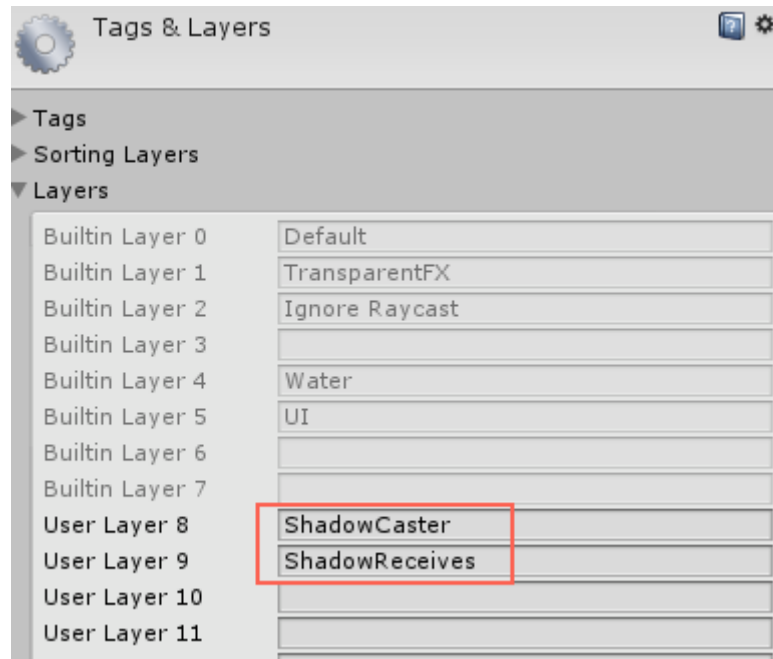 Tags & Layers
Tags
Sorting Layers
Layers
Builtin Layer 0 Default
Builtin Layer 1 TransparentFX
Builtin Layer 2 Ignore Raycast
Builtin Layer 3
Builtin Layer 4 Water
Builtin Layer 5 UI
Builtin Layer 6
Builtin Layer 7
User Layer 8 ShadowCaster
User Layer 9 ShadowReceives
User Layer 10
User Layer 11